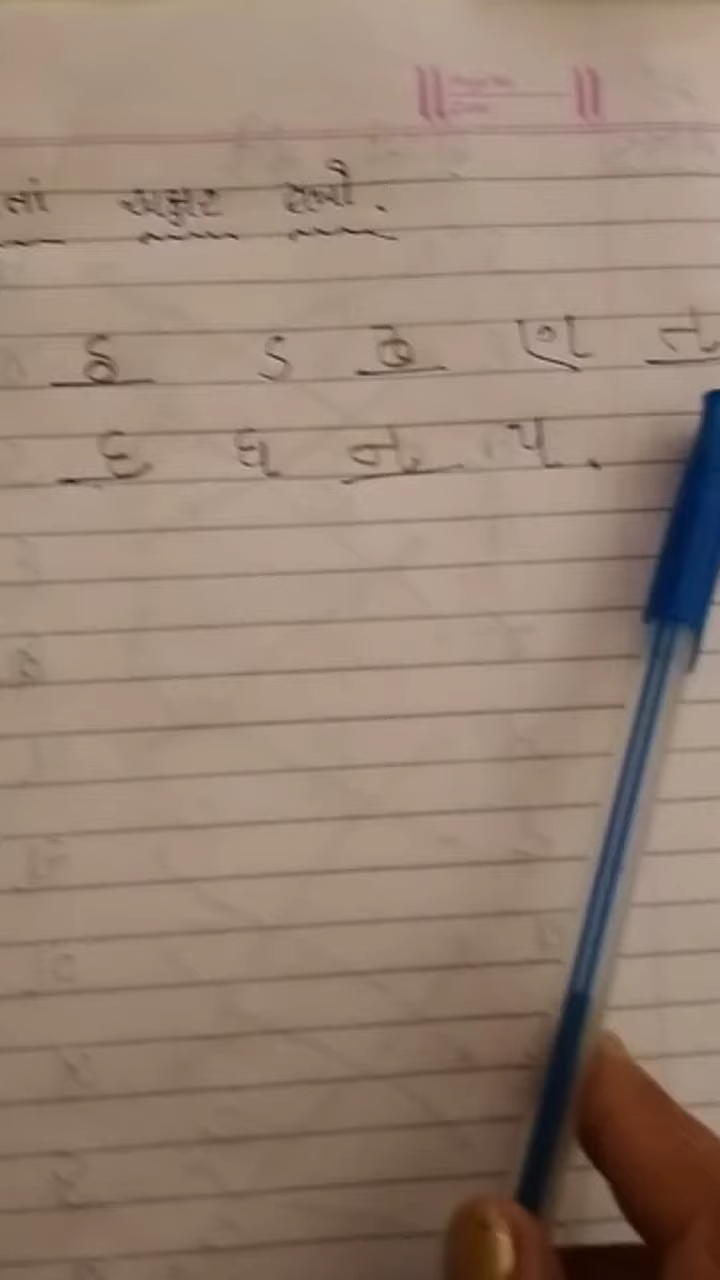 તાં અક્ષર લખો.
ઠ ડ ઢ ણ ત
દ ધ ન પ.